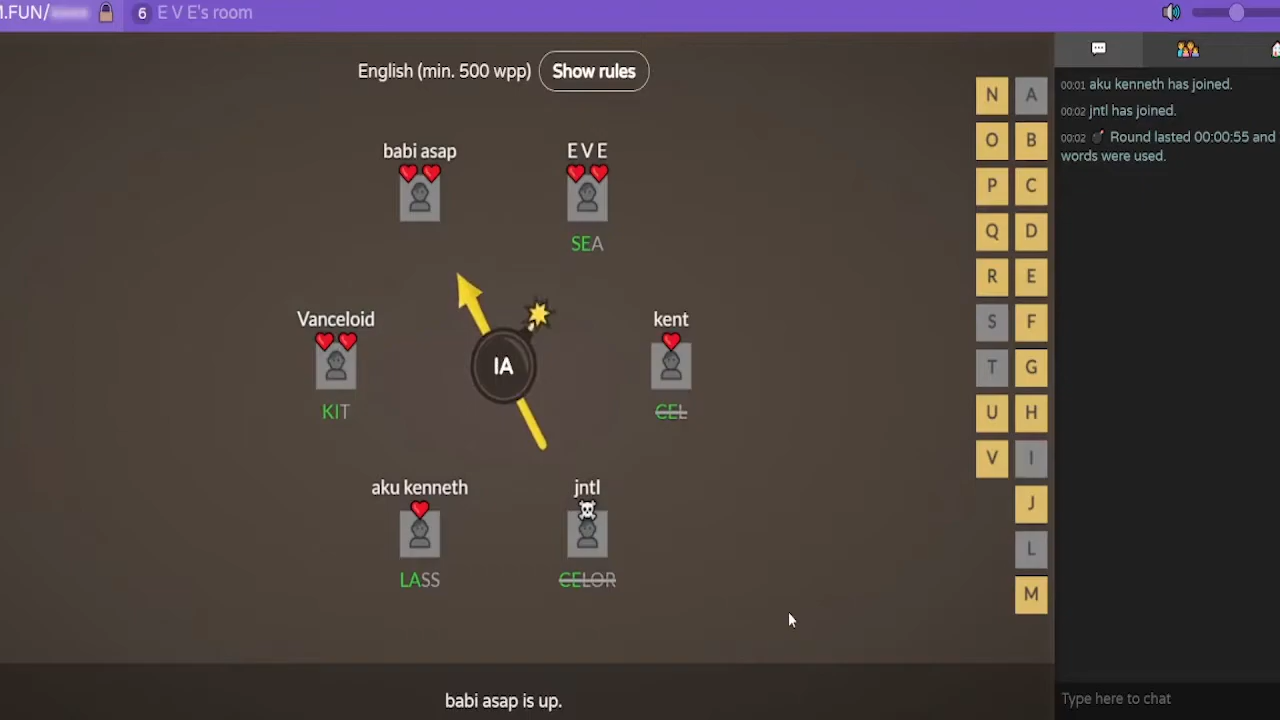 M.FUN/
6 E V E's room
English (min. 500 wpp) Show rules
babi asap
E V E
SEA
Vanceloid
KIT
IA
kent
CEL
aku kenneth
LASS
jntl
CELOR
babi asap is up.
N A
O B
P C
Q D
R E
S F
T G
U H
V I
J
L
M
00:01 aku kenneth has joined.
00:02 jntl has joined.
00:02 Round lasted 00:00:55 and
words were used.
Type here to chat